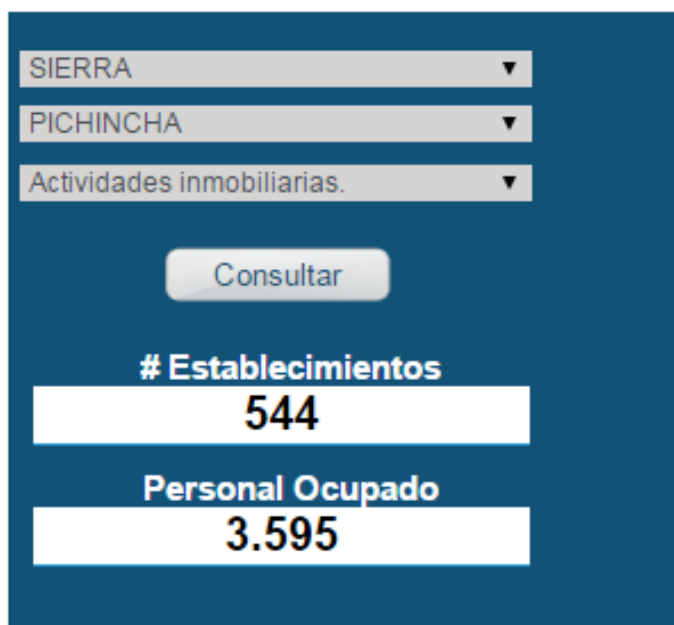 SIERRA
PICHINCHA
Actividades inmobiliarias.
Consultar
# Establecimientos
544
Personal Ocupado
3.595